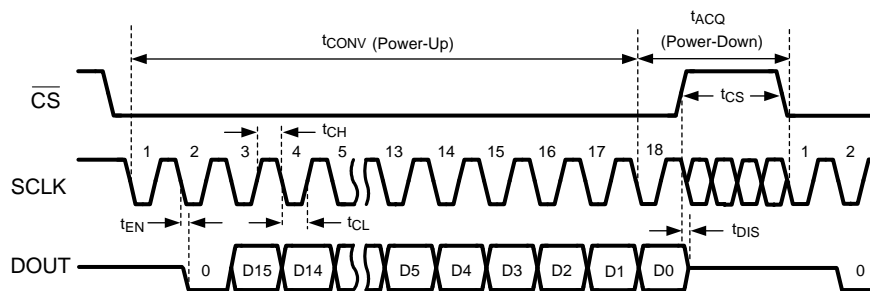 tCONV (Power-Up)
tACQ
(Power-Down)
CS
tCS
tCH
1 2 3 4 5 13 14 15 16 17 18 1 2
SCLK
tEN
tCL
tDIS
DOUT
0 D15 D14 D5 D4 D3 D2 D1 D0 0